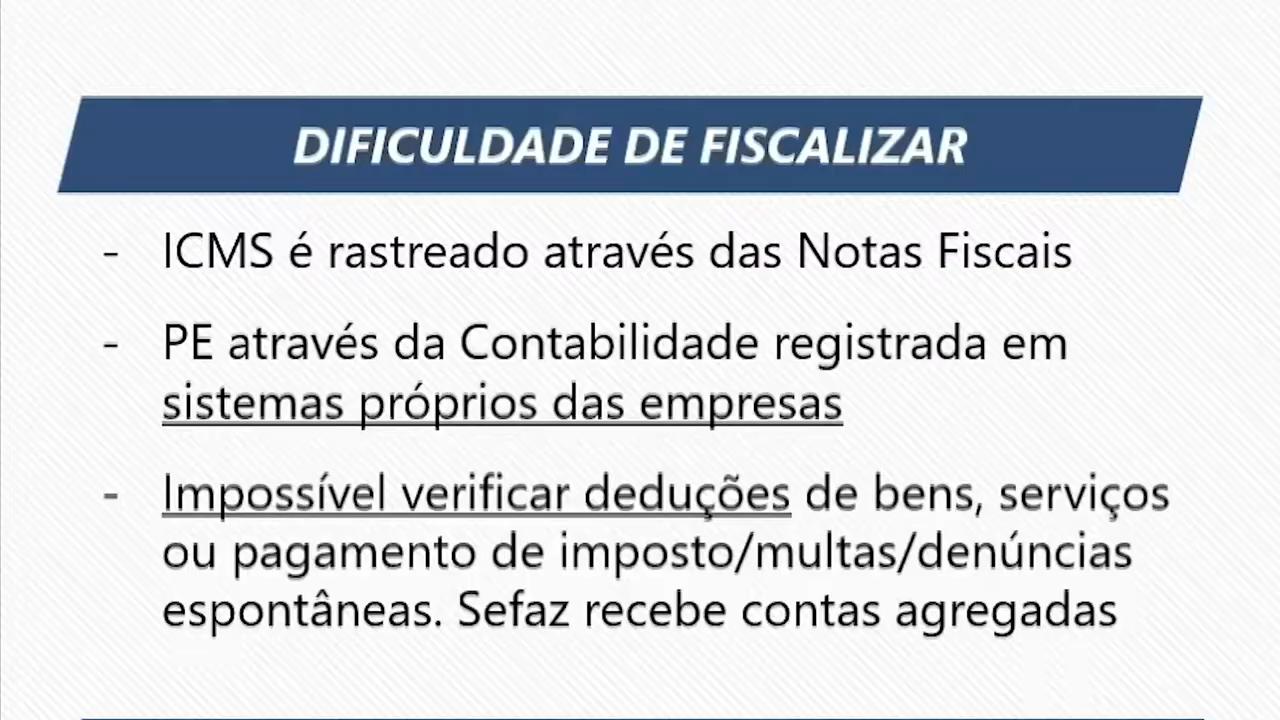 DIFICULDADE DE FISCALIZAR
- ICMS é rastreado através das Notas Fiscais
- PE através da Contabilidade registrada em
sistemas próprios das empresas
- Impossível verificar deduções de bens, serviços
ou pagamento de imposto/multas/denúncias
espontâneas. Sefaz recebe contas agregadas